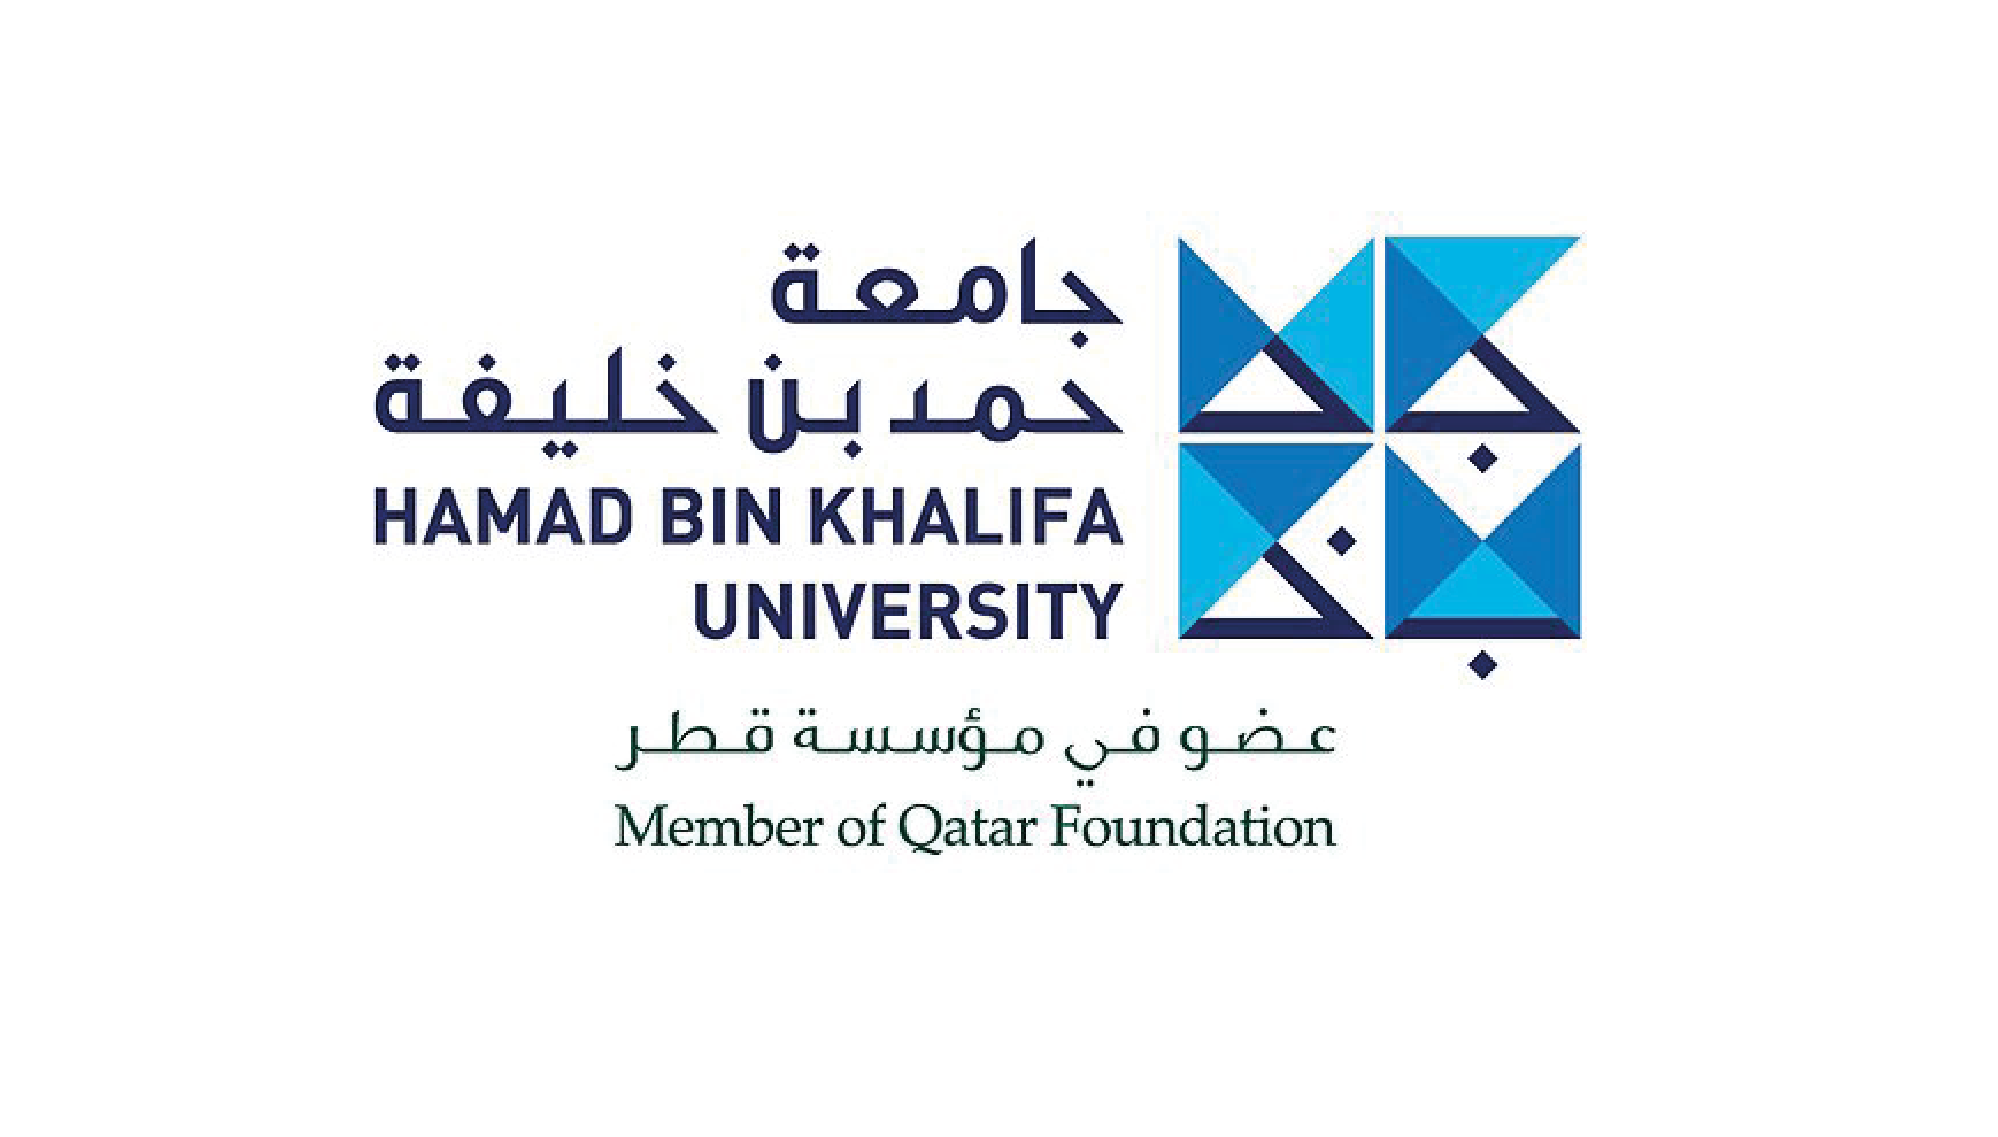 جامعة
حمد بن خليفة
HAMAD BIN KHALIFA
UNIVERSITY
عضو في مؤسسة قطر
Member of Qatar Foundation